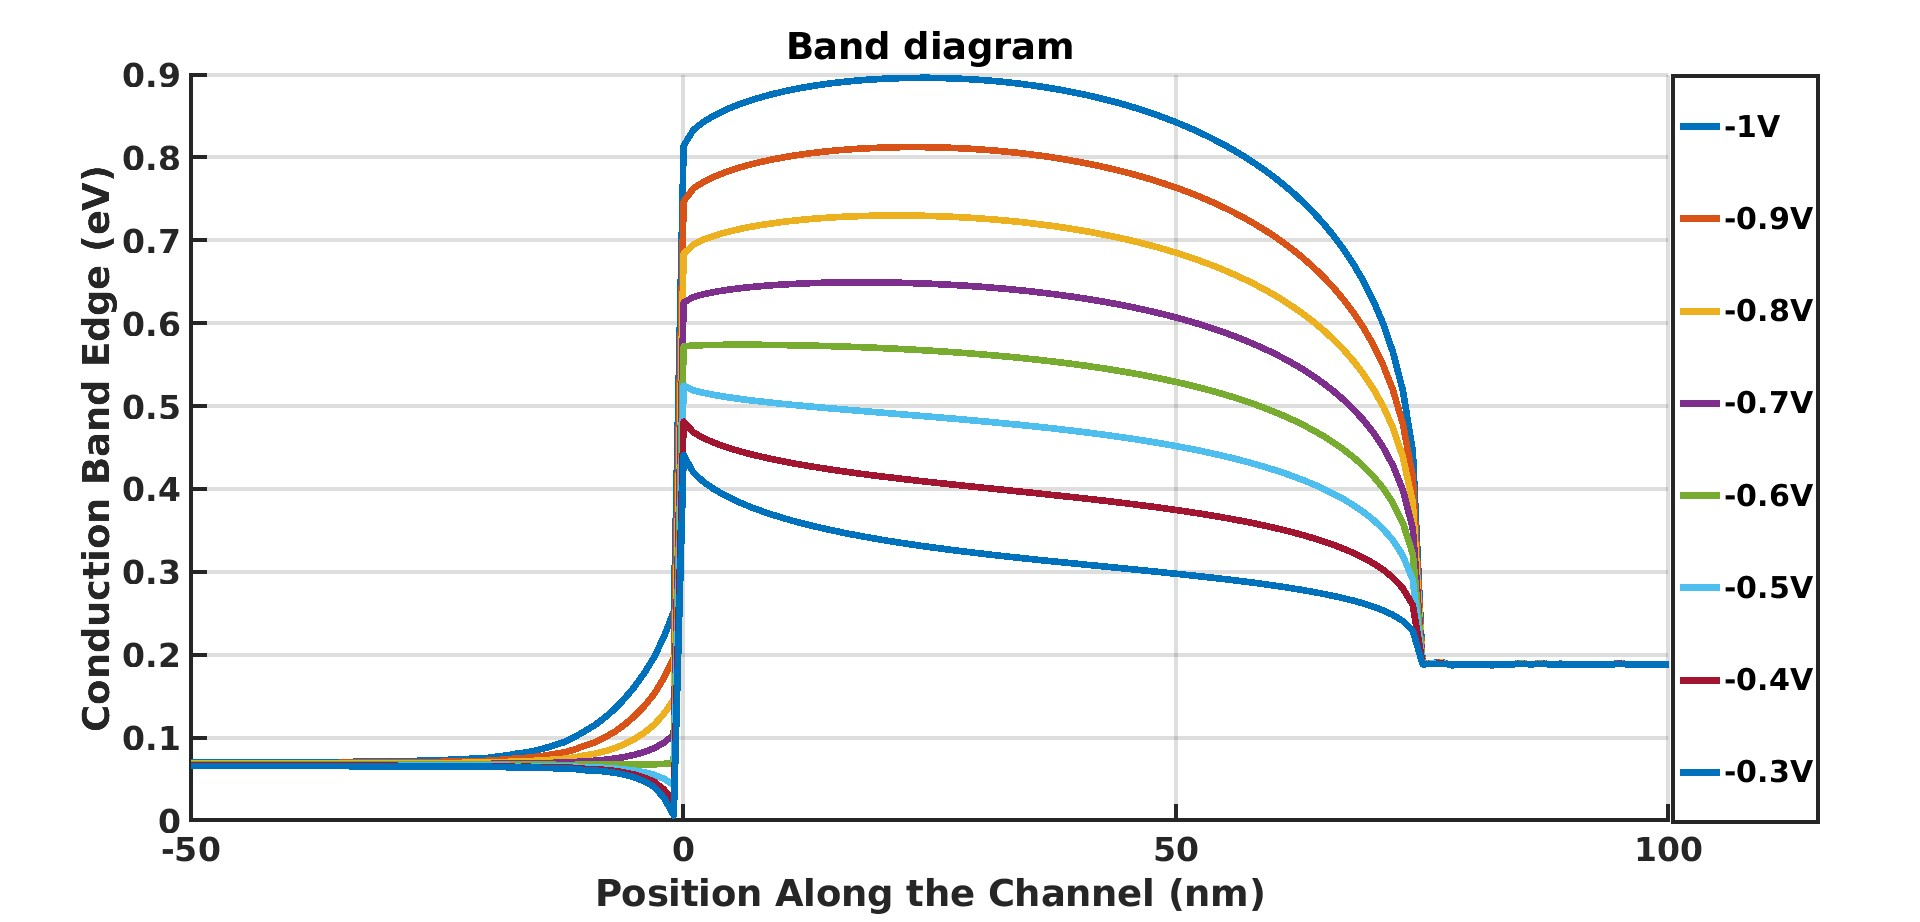 Band diagram
Conduction Band Edge (eV)
0.9
0.8
0.7
0.6
0.5
0.4
0.3
0.2
0.1
0
-50
0
50
100
Position Along the Channel (nm)
-1V
-0.9V
-0.8V
-0.7V
-0.6V
-0.5V
-0.4V
-0.3V